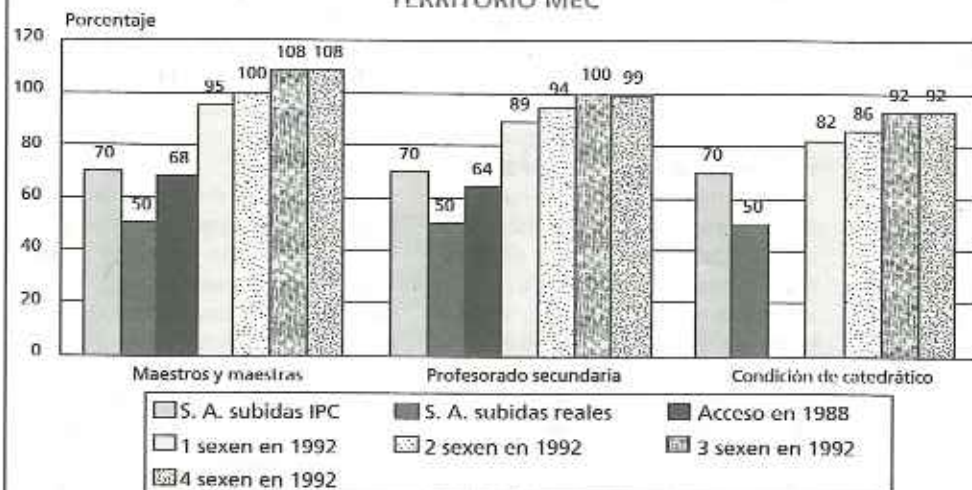 TERRITORIO MEC
Porcentaje
120
100
80
60
40
20
0
70
50
68
95
100
108
108
70
50
64
89
94
100
99
70
50
82
86
92
92
Maestros y maestras
Profesorado secundaria
Condición de catedrático
S. A. subidas IPC
S. A. subidas reales
Acceso en 1988
1 sexen en 1992
2 sexen en 1992
3 sexen en 1992
4 sexen en 1992